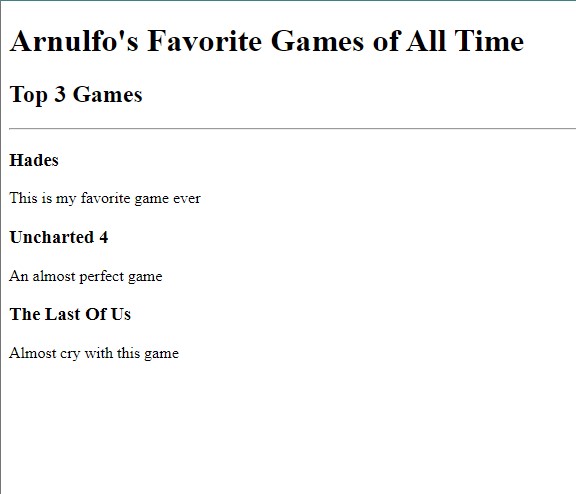 Arnulfo's Favorite Games of All Time
Top 3 Games
Hades
This is my favorite game ever
Uncharted 4
An almost perfect game
The Last Of Us
Almost cry with this game